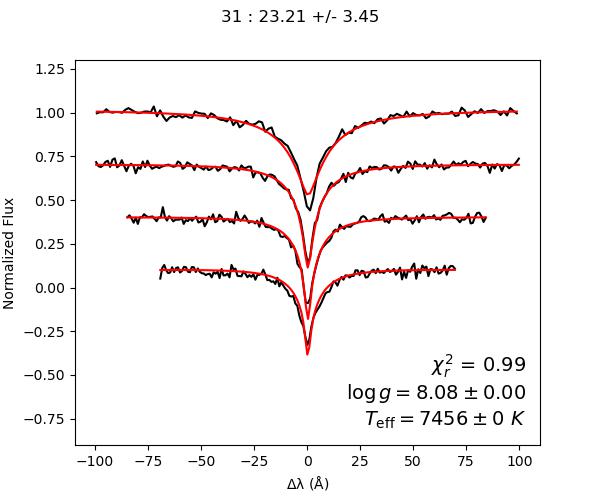 31 : 23.21 +/- 3.45
1.25
1.00
0.75
0.50
0.25
0.00
−0.25
−0.50
−0.75
Normalized Flux
χ²ᵣ = 0.99
log g = 8.08 ± 0.00
T_eff = 7456 ± 0 K
−100 −75 −50 −25 0 25 50 75 100
Δλ (Å)